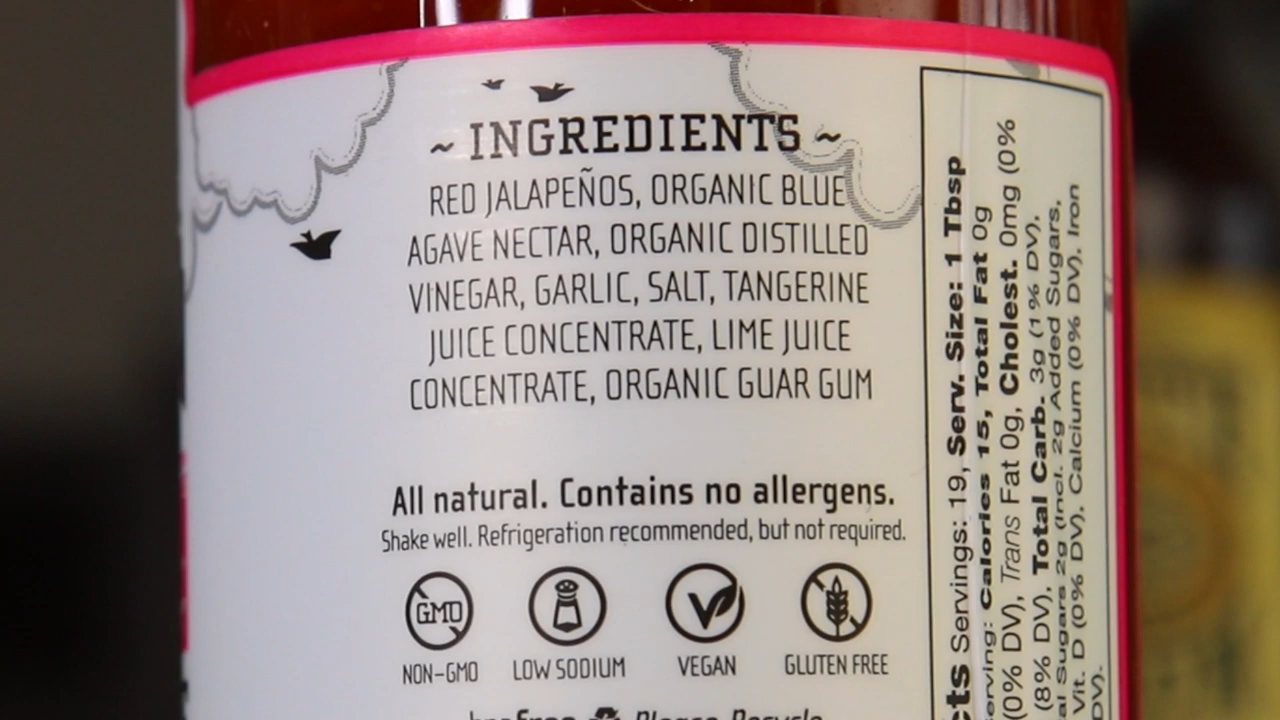 ~ INGREDIENTS ~
RED JALAPEÑOS, ORGANIC BLUE
AGAVE NECTAR, ORGANIC DISTILLED
VINEGAR, GARLIC, SALT, TANGERINE
JUICE CONCENTRATE, LIME JUICE
CONCENTRATE, ORGANIC GUAR GUM
All natural. Contains no allergens.
Shake well. Refrigeration recommended, but not required.
GMO
NON-GMO LOW SODIUM VEGAN GLUTEN FREE
free Please Recycle
Servings: 19, Serv. Size: 1 Tbsp
Calories 15, Total Fat 0g
(0% DV), Trans Fat 0g, Cholest. 0mg (0%
(8% DV), Total Carb. 3g (1% DV),
Sugars 2g (Incl. 2g Added Sugars,
Vit. D (0% DV), Calcium (0% DV), Iron
DV).